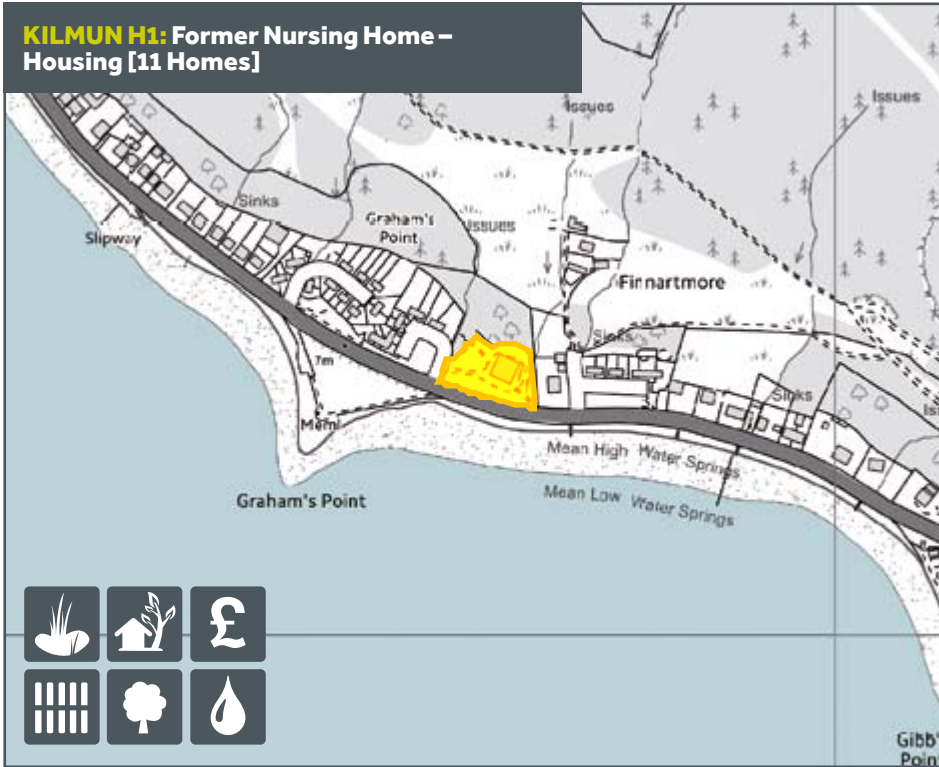 KILMUN H1: Former Nursing Home –
Housing [11 Homes]
Issues
Issues
Sinks
Graham's
Point
Issues
Slipway
Finnartmore
Sinks
7m
Sinks
Meml
Mean High Water Springs
Graham's Point
Mean Low Water Springs
£
Gibb's
Point